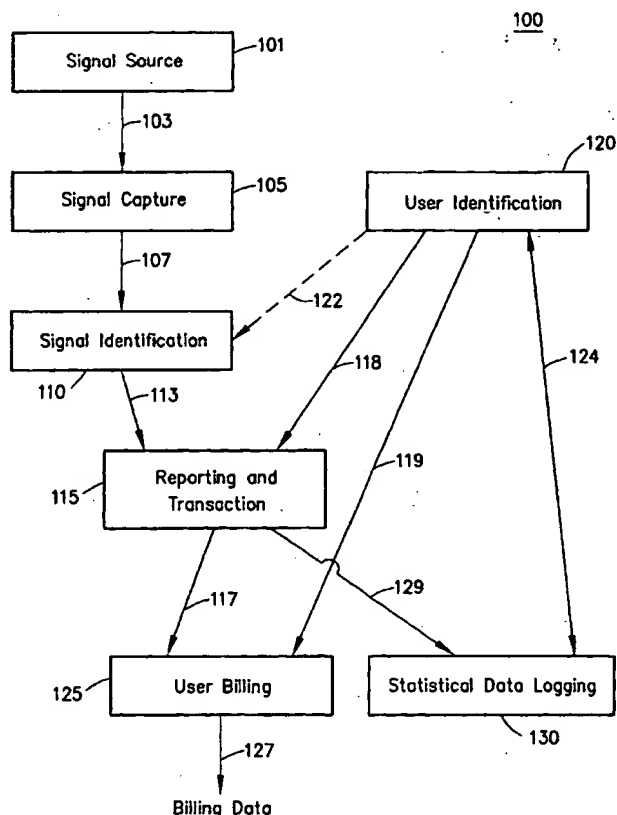 100
Signal Source
101
103
Signal Capture
105
120
User Identification
107
122
Signal Identification
110
113
118
124
119
Reporting and
Transaction
115
117
129
User Billing
125
Statistical Data Logging
130
127
Billing Data